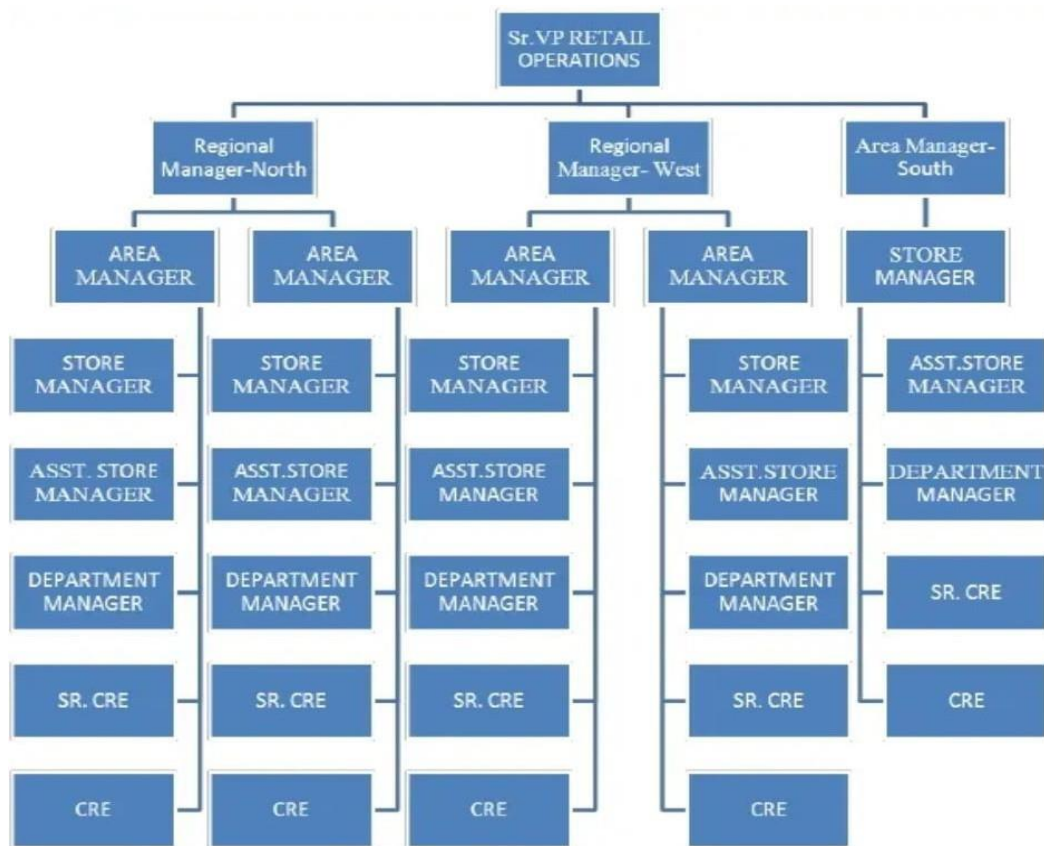 Sr.VP RETAIL
OPERATIONS
Regional
Manager-North
Regional
Manager- West
Area Manager-
South
AREA
MANAGER
AREA
MANAGER
AREA
MANAGER
AREA
MANAGER
STORE
MANAGER
STORE
MANAGER
STORE
MANAGER
STORE
MANAGER
STORE
MANAGER
ASST.STORE
MANAGER
ASST. STORE
MANAGER
ASST.STORE
MANAGER
ASST.STORE
MANAGER
ASST.STORE
MANAGER
DEPARTMENT
MANAGER
DEPARTMENT
MANAGER
DEPARTMENT
MANAGER
DEPARTMENT
MANAGER
DEPARTMENT
MANAGER
SR. CRE
SR. CRE
SR. CRE
SR. CRE
SR. CRE
CRE
CRE
CRE
CRE
CRE